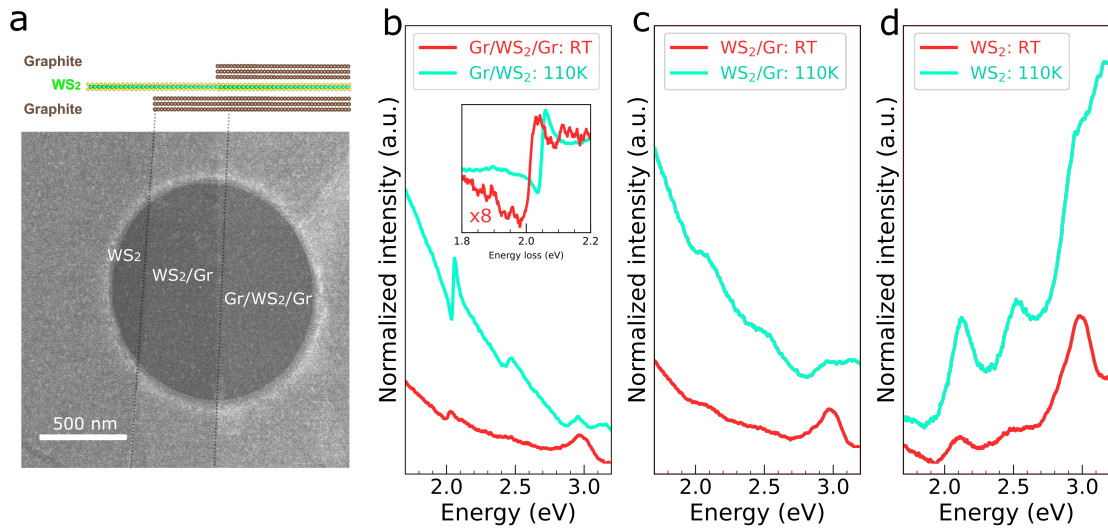 a
Graphite
WS₂
Graphite
WS₂
WS₂/Gr
Gr/WS₂/Gr
500 nm
b
Normalized intensity (a.u.)
Gr/WS₂/Gr: RT
Gr/WS₂: 110K
x8
1.8 2.0 2.2
Energy loss (eV)
2.0 2.5 3.0
Energy (eV)
c
Normalized intensity (a.u.)
WS₂/Gr: RT
WS₂/Gr: 110K
2.0 2.5 3.0
Energy (eV)
d
Normalized intensity (a.u.)
WS₂: RT
WS₂: 110K
2.0 2.5 3.0
Energy (eV)